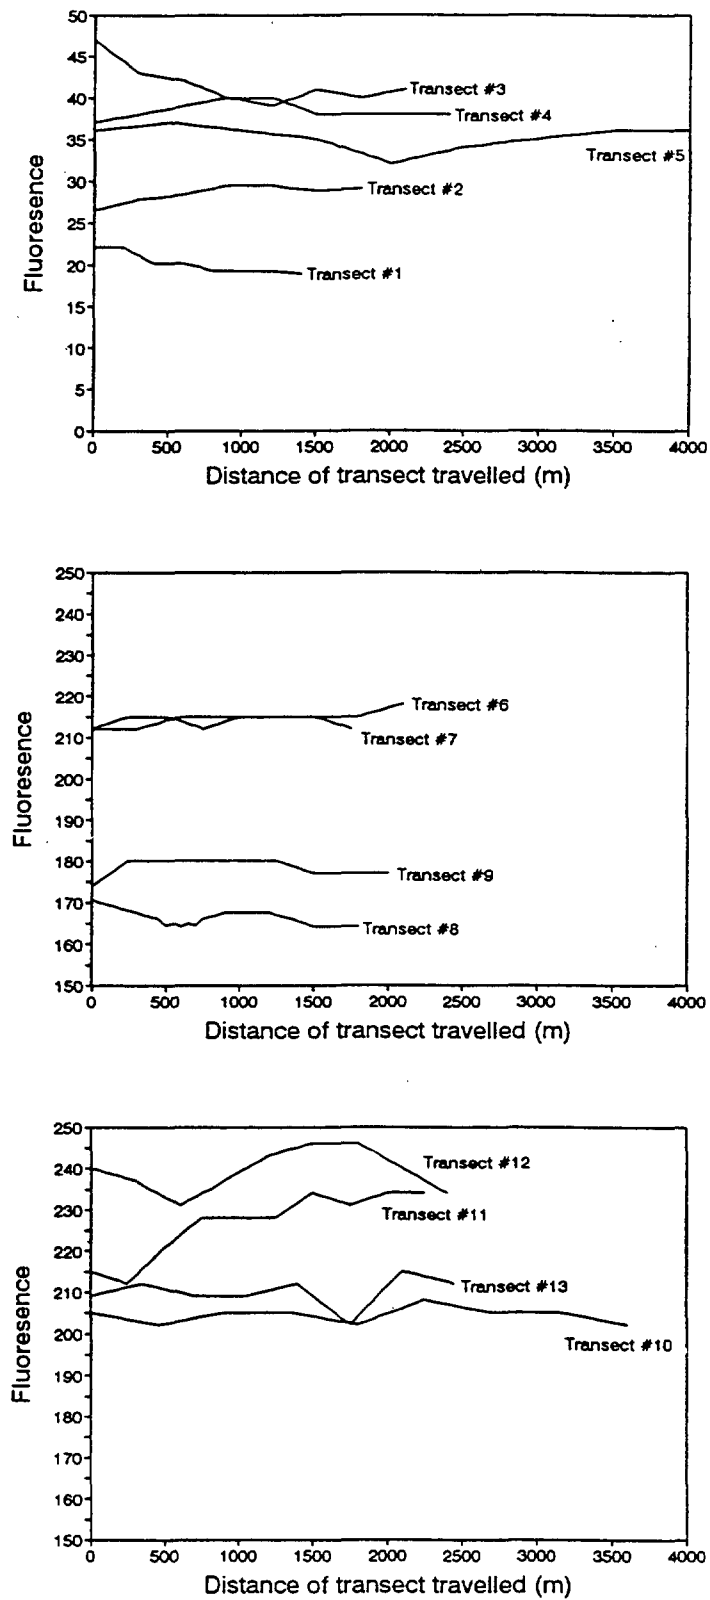 50
45
40
35
30
25
20
15
10
5
0
Fluoresence
Transect #3
Transect #4
Transect #5
Transect #2
Transect #1
0 500 1000 1500 2000 2500 3000 3500 4000
Distance of transect travelled (m)
250
240
230
220
210
200
190
180
170
160
150
Fluoresence
Transect #6
Transect #7
Transect #9
Transect #8
0 500 1000 1500 2000 2500 3000 3500 4000
Distance of transect travelled (m)
250
240
230
220
210
200
190
180
170
160
150
Fluoresence
Transect #12
Transect #11
Transect #13
Transect #10
0 500 1000 1500 2000 2500 3000 3500 4000
Distance of transect travelled (m)